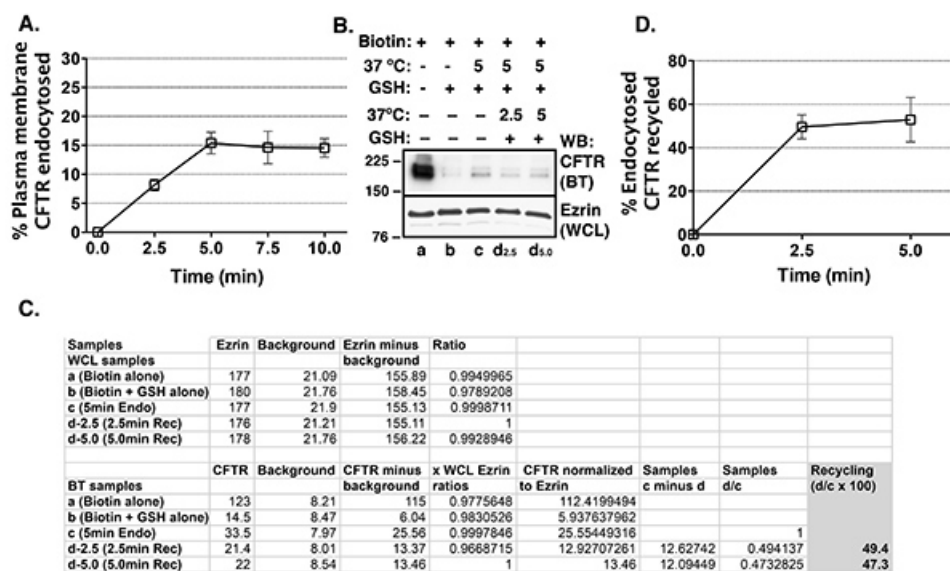 A.
% Plasma membrane
CFTR endocytosed
30
25
20
15
10
5
0
0.0 2.5 5.0 7.5 10.0
Time (min)
B.
Biotin: + + + + +
37 ºC: - - 5 5 5
GSH: - + + + +
37ºC – – – 2.5 5
GSH: – – – + +
WB:
225 –
150 –
CFTR
(BT)
Ezrin
(WCL)
76 –
a b c d2.5 d5.0
D.
% Endocytosed
CFTR recycled
80
60
40
20
0
0.0 2.5 5.0
Time (min)
C.
Samples Ezrin Background Ezrin minus Ratio
WCL samples background
a (Biotin alone) 177 21.09 155.89 0.9949965
b (Biotin + GSH alone) 180 21.76 158.45 0.9789208
c (5min Endo) 177 21.9 155.13 0.9998711
d-2.5 (2.5min Rec) 176 21.21 155.11 1
d-5.0 (5.0min Rec) 178 21.76 156.22 0.9928946
CFTR Background CFTR minus x WCL Ezrin CFTR normalized Samples Samples Recycling
BT samples background ratios to Ezrin c minus d d/c (d/c x 100)
a (Biotin alone) 123 8.21 115 0.9775648 112.4199494
b (Biotin + GSH alone) 14.5 8.47 6.04 0.9830526 5.937637962
c (5min Endo) 33.5 7.97 25.56 0.9997846 25.55449316 1
d-2.5 (2.5min Rec) 21.4 8.01 13.37 0.9668715 12.92707261 12.62742 0.494137 49.4
d-5.0 (5.0min Rec) 22 8.54 13.46 1 13.46 12.09449 0.4732825 47.3